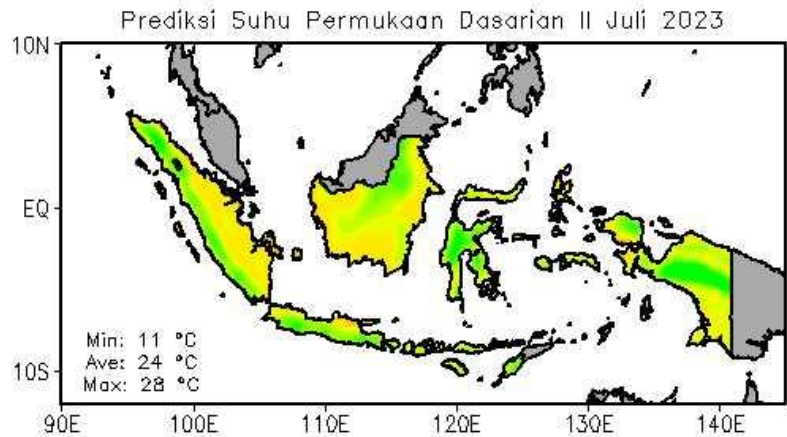 Prediksi Suhu Permukaan Dasarian II Juli 2023
10N
EQ
10S
Min: 11 °C
Ave: 24 °C
Max: 28 °C
90E 100E 110E 120E 130E 140E